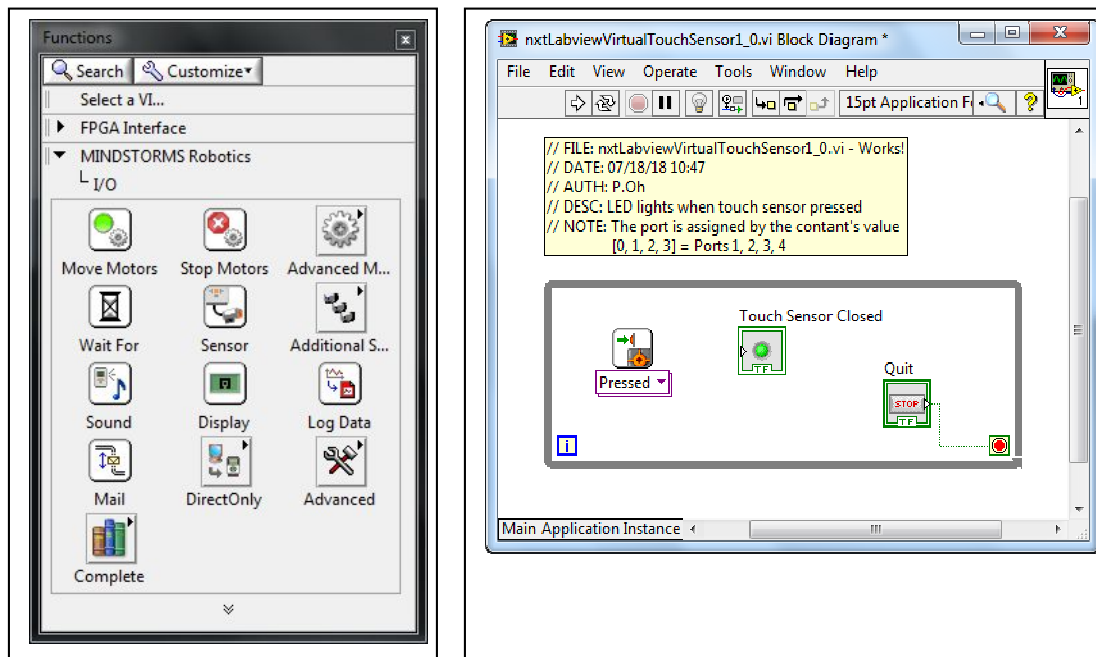 Functions
Search Customize
Select a VI...
FPGA Interface
MINDSTORMS Robotics
I/O
Move Motors Stop Motors Advanced M...
Wait For Sensor Additional S...
Sound Display Log Data
Mail DirectOnly Advanced
Complete
nxtLabviewVirtualTouchSensor1_0.vi Block Diagram *
File Edit View Operate Tools Window Help
15pt Application F
1
// FILE: nxtLabviewVirtualTouchSensor1_0.vi - Works!
// DATE: 07/18/18 10:47
// AUTH: P.Oh
// DESC: LED lights when touch sensor pressed
// NOTE: The port is assigned by the contant's value
[0, 1, 2, 3] = Ports 1, 2, 3, 4
Touch Sensor Closed
TF
Pressed
Quit
STOP
TF
i
Main Application Instance